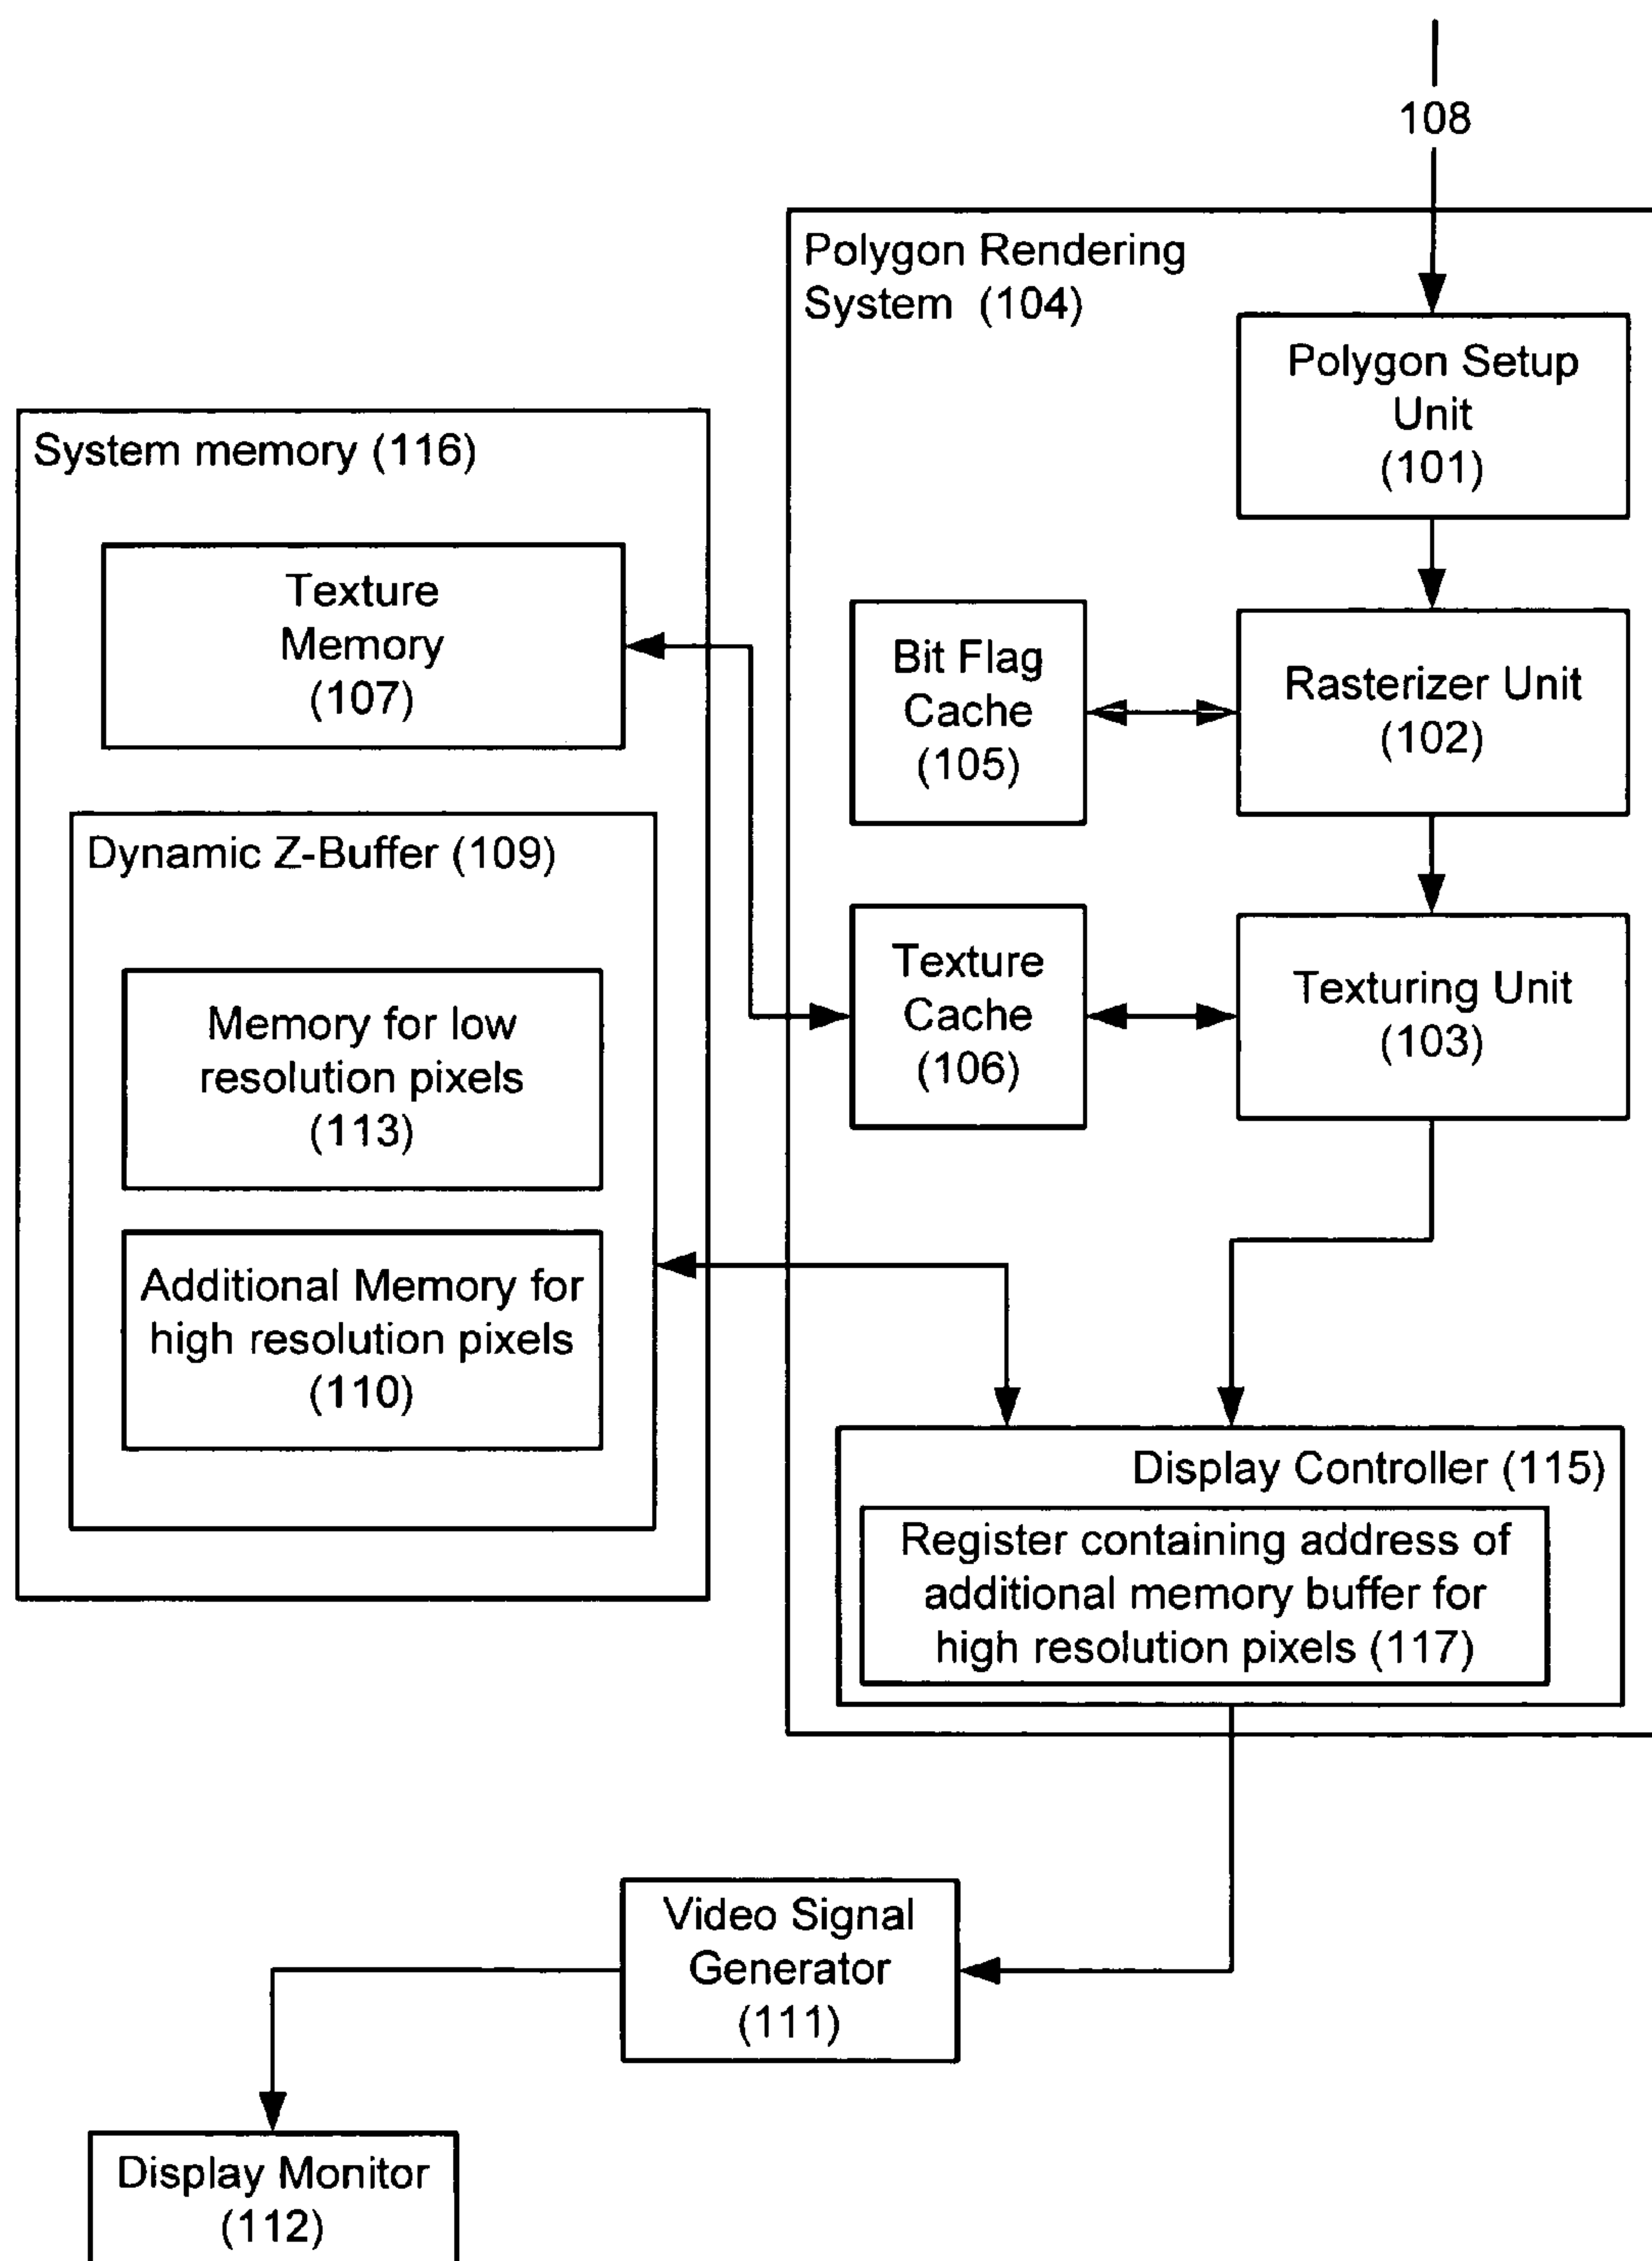 108
Polygon Rendering
System (104)
Polygon Setup
Unit
(101)
System memory (116)
Texture
Memory
(107)
Bit Flag
Cache
(105)
Rasterizer Unit
(102)
Dynamic Z-Buffer (109)
Texture
Cache
(106)
Texturing Unit
(103)
Memory for low
resolution pixels
(113)
Additional Memory for
high resolution pixels
(110)
Display Controller (115)
Register containing address of
additional memory buffer for
high resolution pixels (117)
Video Signal
Generator
(111)
Display Monitor
(112)